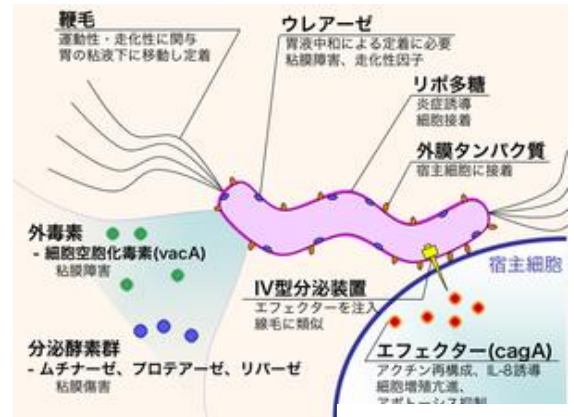 鞭毛
運動性・走化性に関与
胃の粘液下に移動し定着
ウレアーゼ
胃液中和による定着に必要
粘膜障害、走化性因子
リポ多糖
炎症誘導
細胞接着
外膜タンパク質
宿主細胞に接着
外毒素
- 細胞空胞化毒素(vacA)
粘膜障害
分泌酵素群
- ムチナーゼ、プロテアーゼ、リパーゼ
粘膜傷害
IV型分泌装置
エフェクターを注入
線毛に類似
宿主細胞
エフェクター(cagA)
アクチン再構成、IL-8誘導
細胞増殖亢進、
アポトーシス抑制